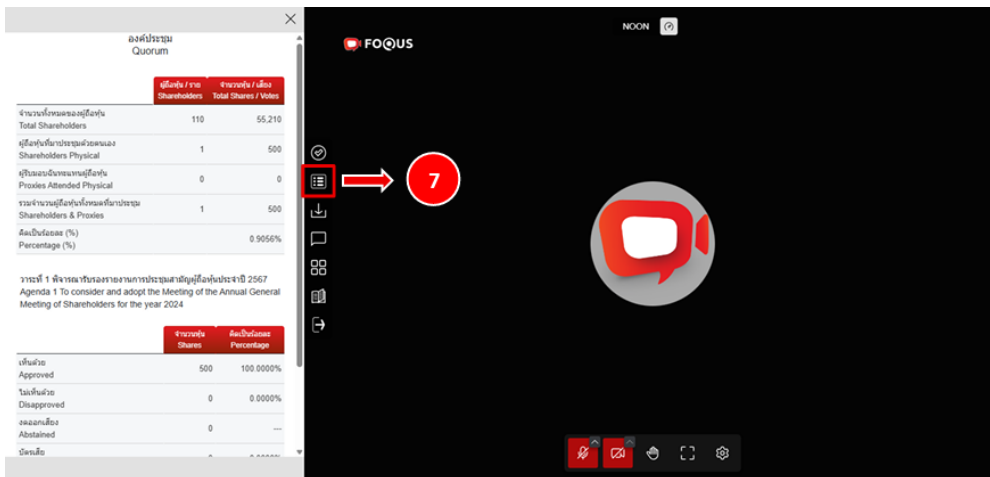 องค์ประชุม
Quorum
ผู้ถือหุ้น / ราย
Shareholders
จำนวนหุ้น / เสียง
Total Shares / Votes
จำนวนทั้งหมดของผู้ถือหุ้น
Total Shareholders
110
55,210
ผู้ถือหุ้นที่มาประชุมด้วยตนเอง
Shareholders Physical
1
500
ผู้รับมอบฉันทะแทนผู้ถือหุ้น
Proxies Attended Physical
0
0
รวมจำนวนผู้ถือหุ้นทั้งหมดที่มาประชุม
Shareholders & Proxies
1
500
คิดเป็นร้อยละ (%)
Percentage (%)
0.9056%
วาระที่ 1 พิจารณารับรองรายงานการประชุมสามัญผู้ถือหุ้นประจำปี 2567
Agenda 1 To consider and adopt the Meeting of the Annual General
Meeting of Shareholders for the year 2024
จำนวนหุ้น
Shares
คิดเป็นร้อยละ
Percentage
เห็นด้วย
Approved
500
100.0000%
ไม่เห็นด้วย
Disapproved
0
0.0000%
งดออกเสียง
Abstained
0
---
บัตรเสีย
FOQUS
NOON
7